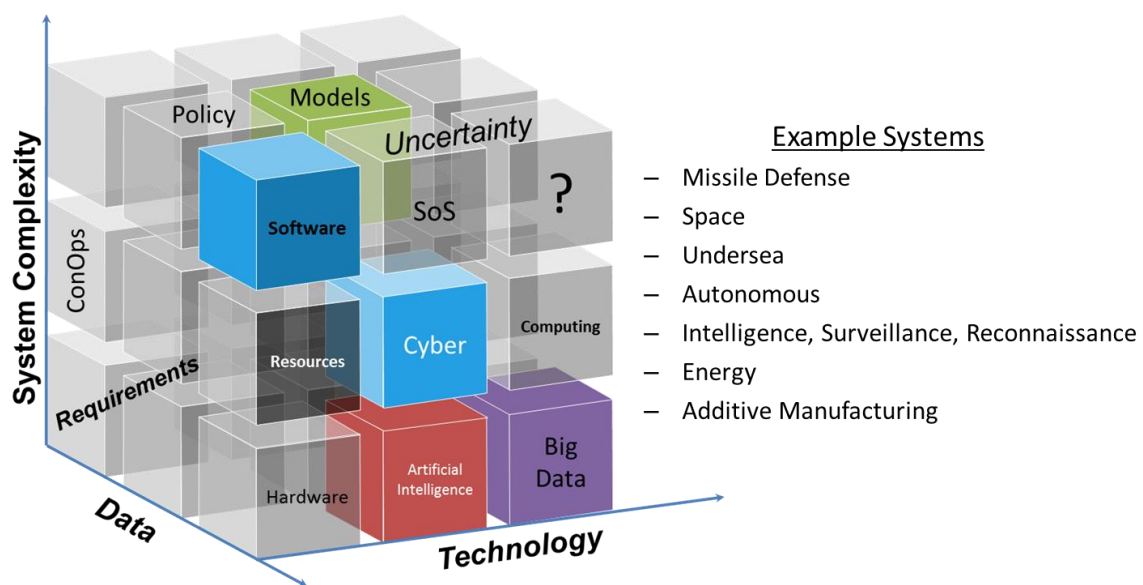 System Complexity
Data
Technology
Policy
Models
Uncertainty
Software
SoS
?
ConOps
Requirements
Resources
Cyber
Computing
Hardware
Artificial
Intelligence
Big
Data
Example Systems
– Missile Defense
– Space
– Undersea
– Autonomous
– Intelligence, Surveillance, Reconnaissance
– Energy
– Additive Manufacturing